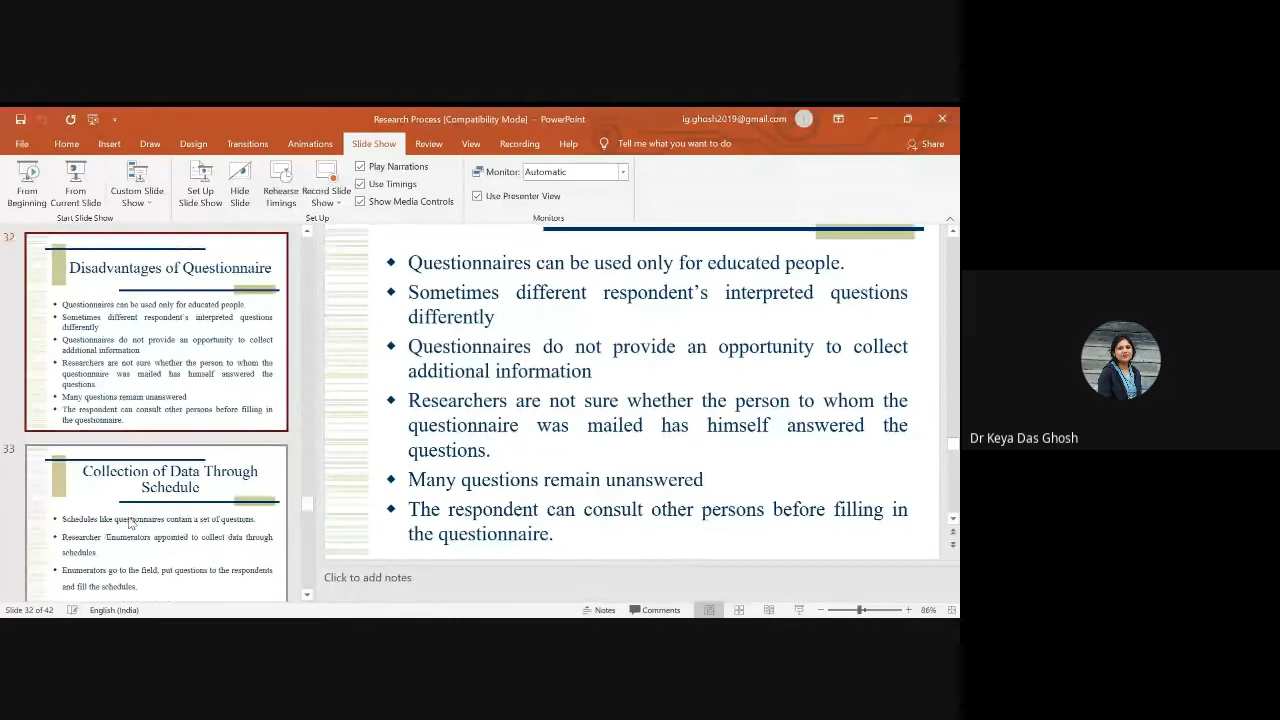 Research Process [Compatibility Mode] - PowerPoint
ig.ghosh2019@gmail.com
File Home Insert Draw Design Transitions Animations Slide Show Review View Recording Help Tell me what you want to do Share
From Beginning
From Current Slide
Custom Slide Show
Set Up Slide Show
Hide Slide
Rehearse Timings
Record Slide Show
Play Narrations
Use Timings
Show Media Controls
Monitor: Automatic
Use Presenter View
Start Slide Show
Set Up
Monitors
32
Disadvantages of Questionnaire
Questionnaires can be used only for educated people.
Sometimes different respondent's interpreted questions
differently
Questionnaires do not provide an opportunity to collect
additional information
Researchers are not sure whether the person to whom the
questionnaire was mailed has himself answered the
questions.
Many questions remain unanswered
The respondent can consult other persons before filling in
the questionnaire.
33
Collection of Data Through
Schedule
Schedules like questionnaires contain a set of questions.
Researcher /Enumerators appointed to collect data through
schedules
Enumerators go to the field, put questions to the respondents
and fill the schedules.
Questionnaires can be used only for educated people.
Sometimes different respondent's interpreted questions
differently
Questionnaires do not provide an opportunity to collect
additional information
Researchers are not sure whether the person to whom the
questionnaire was mailed has himself answered the
questions.
Many questions remain unanswered
The respondent can consult other persons before filling in
the questionnaire.
Click to add notes
Slide 32 of 42 English (India) Notes Comments 86%
Dr Keya Das Ghosh